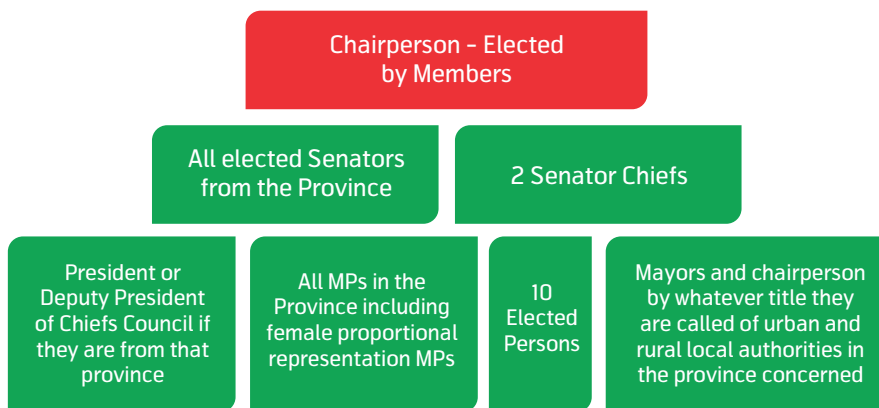 Chairperson - Elected
by Members
All elected Senators
from the Province
2 Senator Chiefs
President or
Deputy President
of Chiefs Council if
they are from that
province
All MPs in the
Province including
female proportional
representation MPs
10
Elected
Persons
Mayors and chairperson
by whatever title they
are called of urban and
rural local authorities in
the province concerned